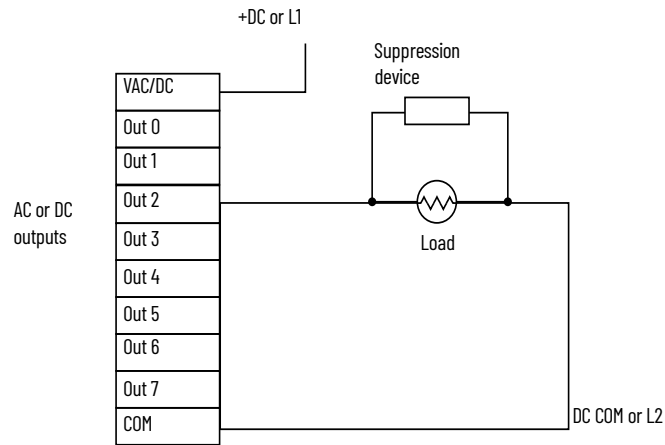 +DC or L1
Suppression
device
VAC/DC
Out 0
Out 1
Out 2
Out 3
Out 4
Out 5
Out 6
Out 7
COM
AC or DC
outputs
Load
DC COM or L2